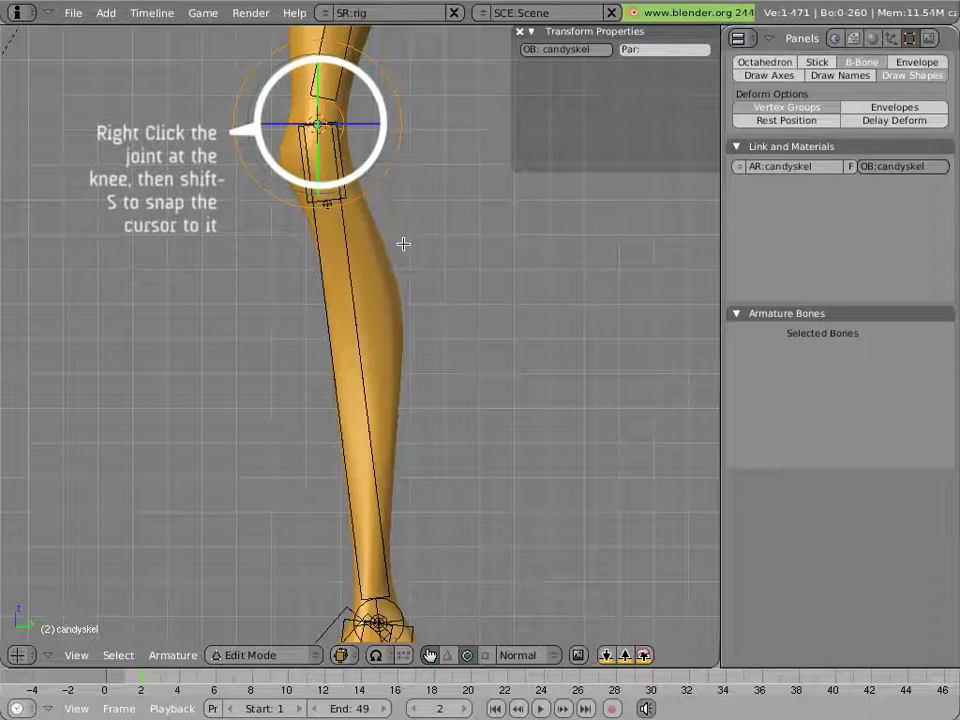 File Add Timeline Game Render Help SR:rig SCE:Scene www.blender.org 244 Ve:1-471 | Bo:0-260 | Mem:11.54M
Transform Properties
OB: candyskel Par:
Panels
Octahedron Stick B-Bone Envelope
Draw Axes Draw Names Draw Shapes
Deform Options
Vertex Groups Envelopes
Rest Position Delay Deform
Link and Materials
AR:candyskel F OB:candyskel
Armature Bones
Selected Bones
Right Click the
joint at the
knee, then shift-
S to snap the
cursor to it
z
y
(2) candyskel
View Select Armature Edit Mode Normal
-4 -2 0 2 4 6 8 10 12 14 16 18 20 22 24 26 28 30 32 34 36 38 40 42 44 46
View Frame Playback Pr Start: 1 End: 49 2